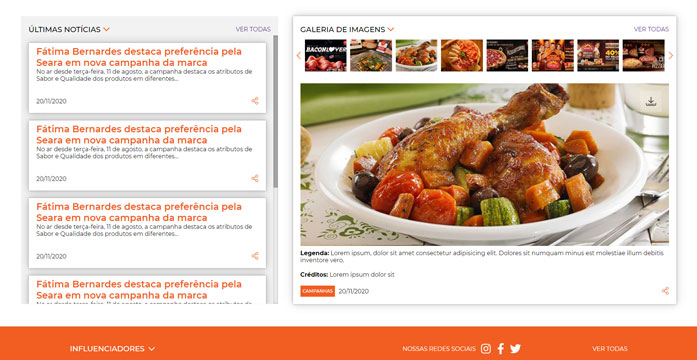 ÚLTIMAS NOTÍCIAS
VER TODAS
Fátima Bernardes destaca preferência pela
Seara em nova campanha da marca
No ar desde terça-feira, 11 de agosto, a campanha destaca os atributos de
Sabor e Qualidade dos produtos em diferentes...
20/11/2020
Fátima Bernardes destaca preferência pela
Seara em nova campanha da marca
No ar desde terça-feira, 11 de agosto, a campanha destaca os atributos de
Sabor e Qualidade dos produtos em diferentes...
20/11/2020
Fátima Bernardes destaca preferência pela
Seara em nova campanha da marca
No ar desde terça-feira, 11 de agosto, a campanha destaca os atributos de
Sabor e Qualidade dos produtos em diferentes...
20/11/2020
Fátima Bernardes destaca preferência pela
Seara em nova campanha da marca
No ar desde terça-feira, 11 de agosto, a campanha destaca os atributos de
GALERIA DE IMAGENS
VER TODAS
BACONLOVER
40%
Legenda: Lorem ipsum, dolor sit amet consectetur adipisicing elit. Dolores sit numquam minus est molestiae illum debitis
inventore vero.
Créditos: Lorem ipsum dolor sit
CAMPANHAS 20/11/2020
INFLUENCIADORES
NOSSAS REDES SOCIAIS
VER TODAS